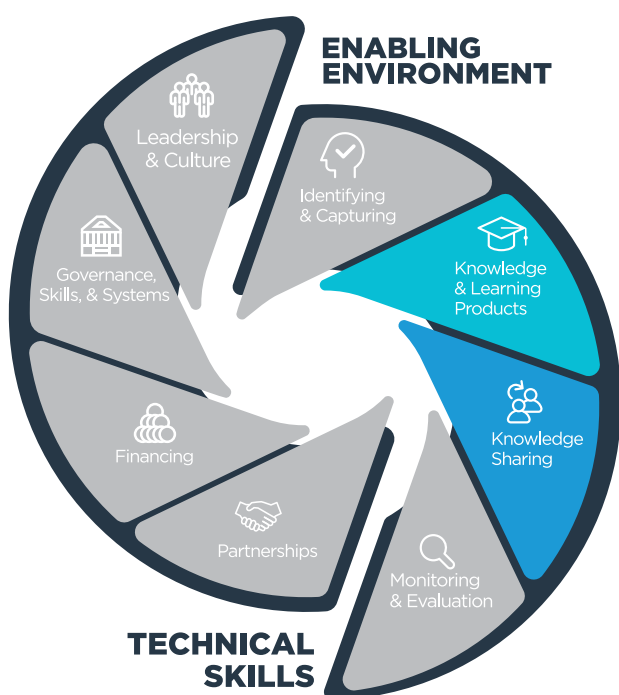 ENABLING
ENVIRONMENT
Leadership
& Culture
Identifying
& Capturing
Governance,
Skills, & Systems
Knowledge
& Learning
Products
Financing
Knowledge
Sharing
Partnerships
Monitoring
& Evaluation
TECHNICAL
SKILLS